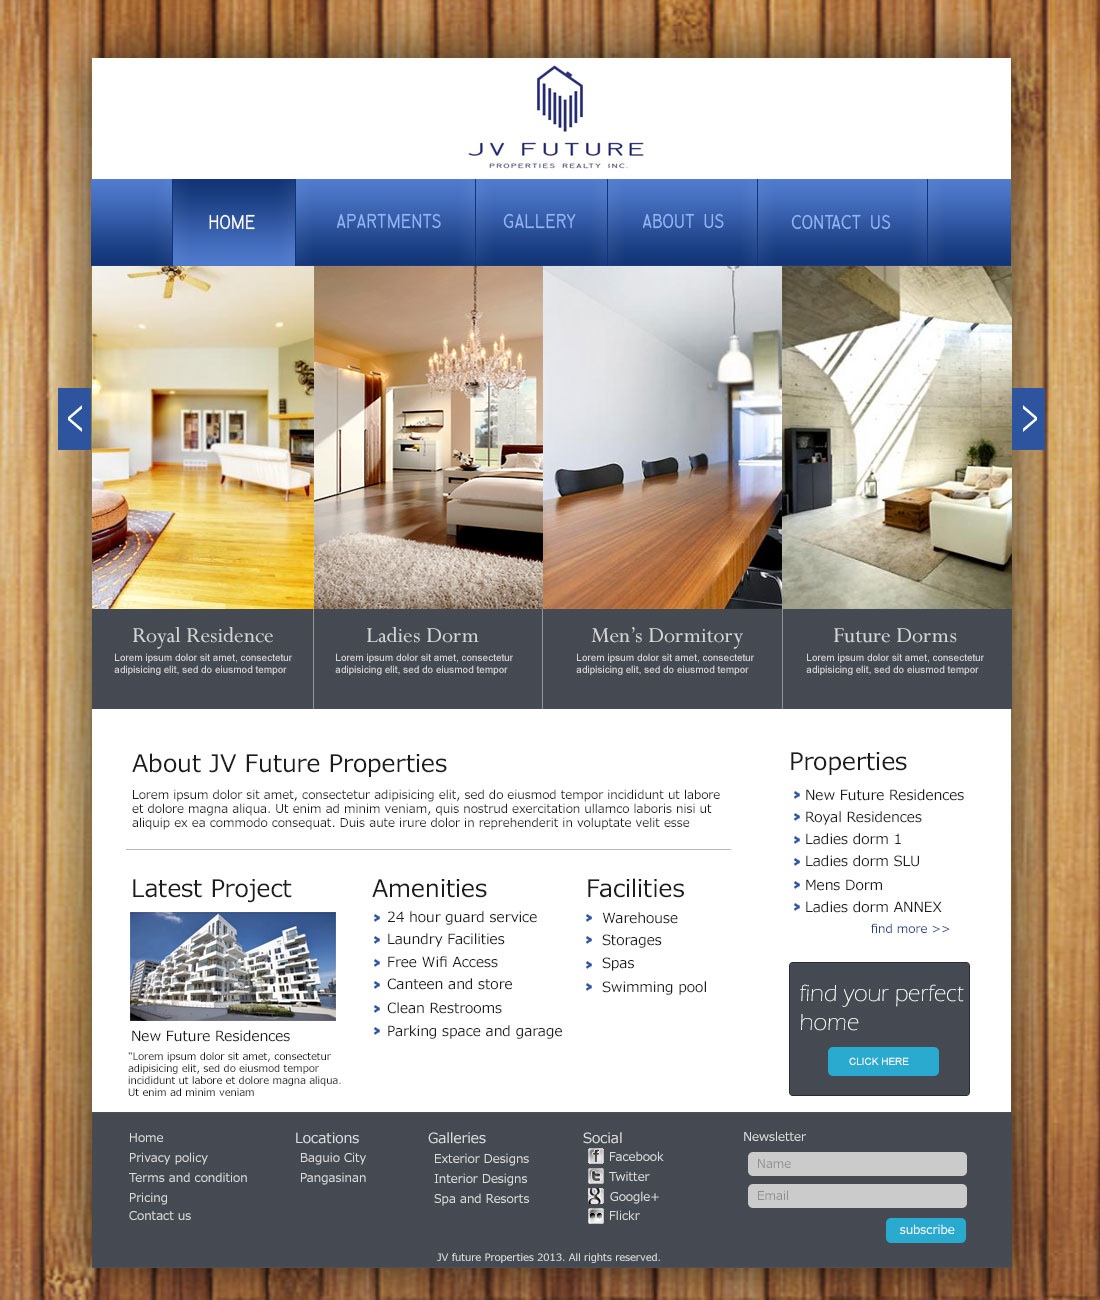 JV FUTURE
PROPERTIES REALTY INC.
HOME
APARTMENTS
GALLERY
ABOUT US
CONTACT US
Royal Residence
Lorem ipsum dolor sit amet, consectetur
adipisicing elit, sed do eiusmod tempor
Ladies Dorm
Lorem ipsum dolor sit amet, consectetur
adipisicing elit, sed do eiusmod tempor
Men's Dormitory
Lorem ipsum dolor sit amet, consectetur
adipisicing elit, sed do eiusmod tempor
Future Dorms
Lorem ipsum dolor sit amet, consectetur
adipisicing elit, sed do eiusmod tempor
About JV Future Properties
Lorem ipsum dolor sit amet, consectetur adipisicing elit, sed do eiusmod tempor incididunt ut labore
et dolore magna aliqua. Ut enim ad minim veniam, quis nostrud exercitation ullamco laboris nisi ut
aliquip ex ea commodo consequat. Duis aute irure dolor in reprehenderit in voluptate velit esse
Latest Project
New Future Residences
"Lorem ipsum dolor sit amet, consectetur
adipisicing elit, sed do eiusmod tempor
incididunt ut labore et dolore magna aliqua.
Ut enim ad minim veniam
Amenities
24 hour guard service
Laundry Facilities
Free Wifi Access
Canteen and store
Clean Restrooms
Parking space and garage
Facilities
Warehouse
Storages
Spas
Swimming pool
Properties
New Future Residences
Royal Residences
Ladies dorm 1
Ladies dorm SLU
Mens Dorm
Ladies dorm ANNEX
find more >>
find your perfect
home
CLICK HERE
Home
Privacy policy
Terms and condition
Pricing
Contact us
Locations
Baguio City
Pangasinan
Galleries
Exterior Designs
Interior Designs
Spa and Resorts
Social
Facebook
Twitter
Google+
Flickr
Newsletter
Name
Email
subscribe
JV future Properties 2013. All rights reserved.